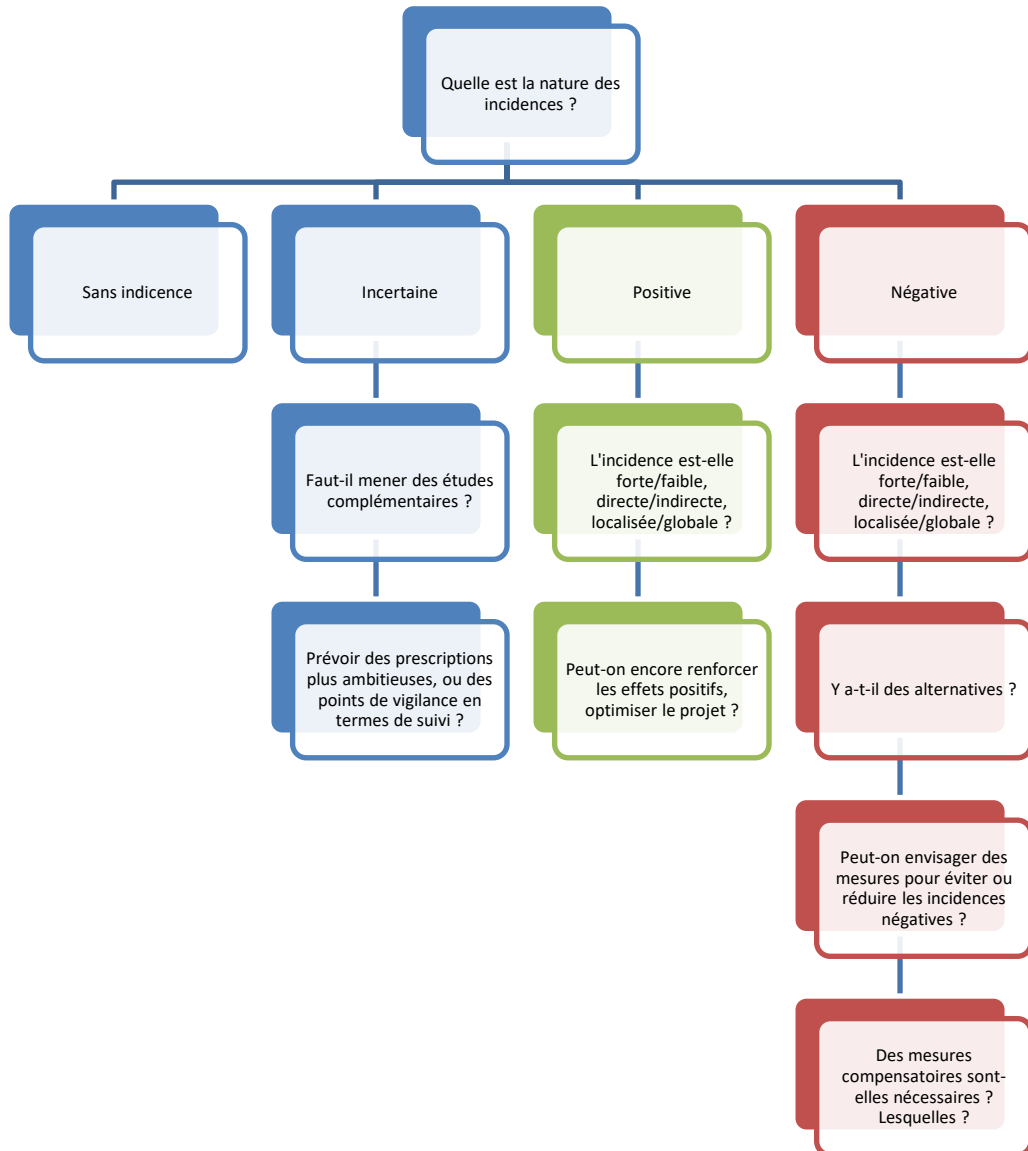 Quelle est la nature des
incidences ?
Sans indicence
Incertaine
Positive
Négative
Faut-il mener des études
complémentaires ?
L'incidence est-elle
forte/faible,
directe/indirecte,
localisée/globale ?
L'incidence est-elle
forte/faible,
directe/indirecte,
localisée/globale ?
Prévoir des prescriptions
plus ambitieuses, ou des
points de vigilance en
termes de suivi ?
Peut-on encore renforcer
les effets positifs,
optimiser le projet ?
Y a-t-il des alternatives ?
Peut-on envisager des
mesures pour éviter ou
réduire les incidences
négatives ?
Des mesures
compensatoires sont-
elles nécessaires ?
Lesquelles ?